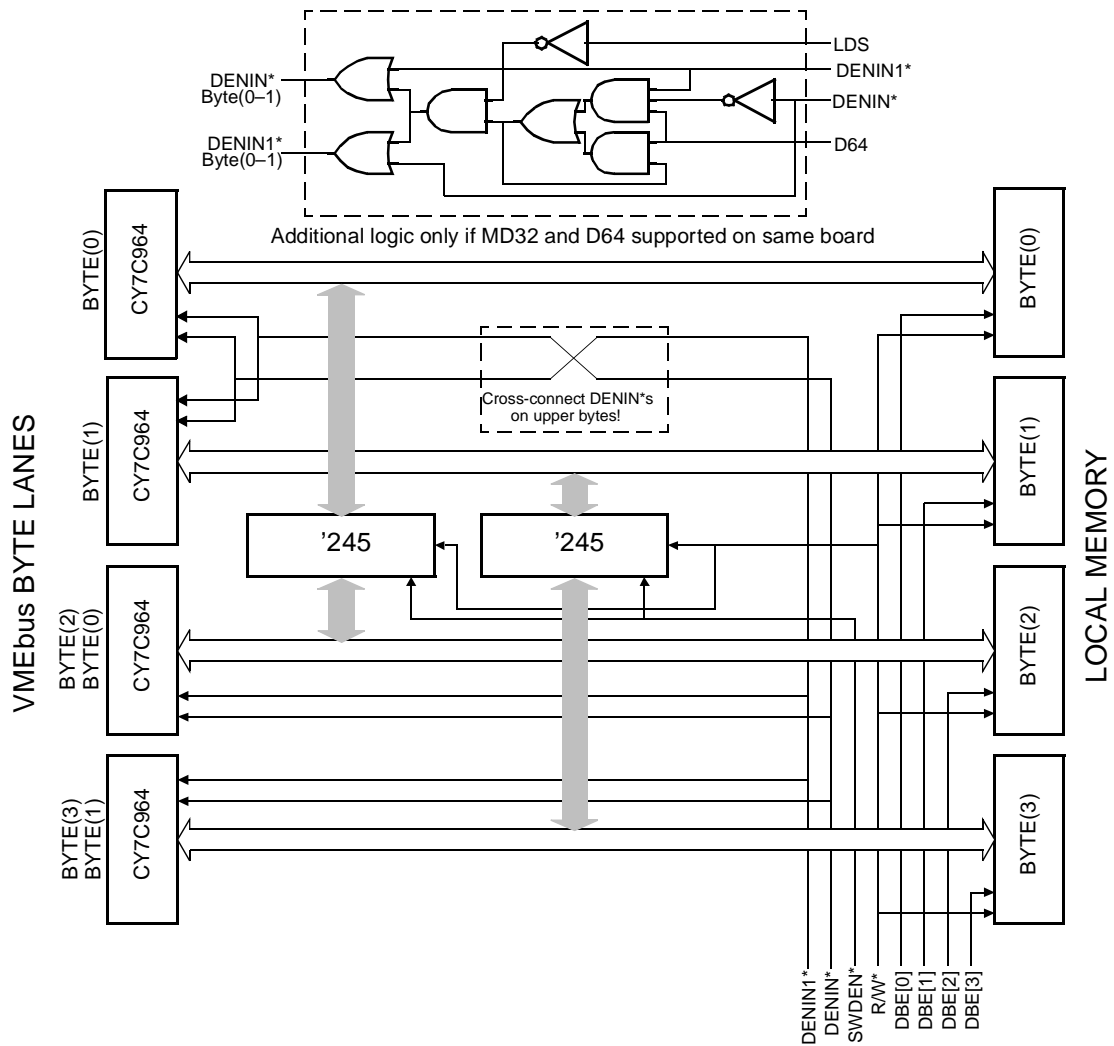 LDS
DENIN1*
DENIN*
D64
DENIN*
Byte(0–1)
DENIN1*
Byte(0–1)
Additional logic only if MD32 and D64 supported on same board
BYTE(0)
CY7C964
BYTE(0)
Cross-connect DENIN*s
on upper bytes!
BYTE(1)
CY7C964
BYTE(1)
VMEbus BYTE LANES
LOCAL MEMORY
'245
'245
BYTE(2)
BYTE(0)
CY7C964
BYTE(2)
BYTE(3)
BYTE(1)
CY7C964
BYTE(3)
DENIN1*
DENIN*
SWDEN*
R/W*
DBE[0]
DBE[1]
DBE[2]
DBE[3]